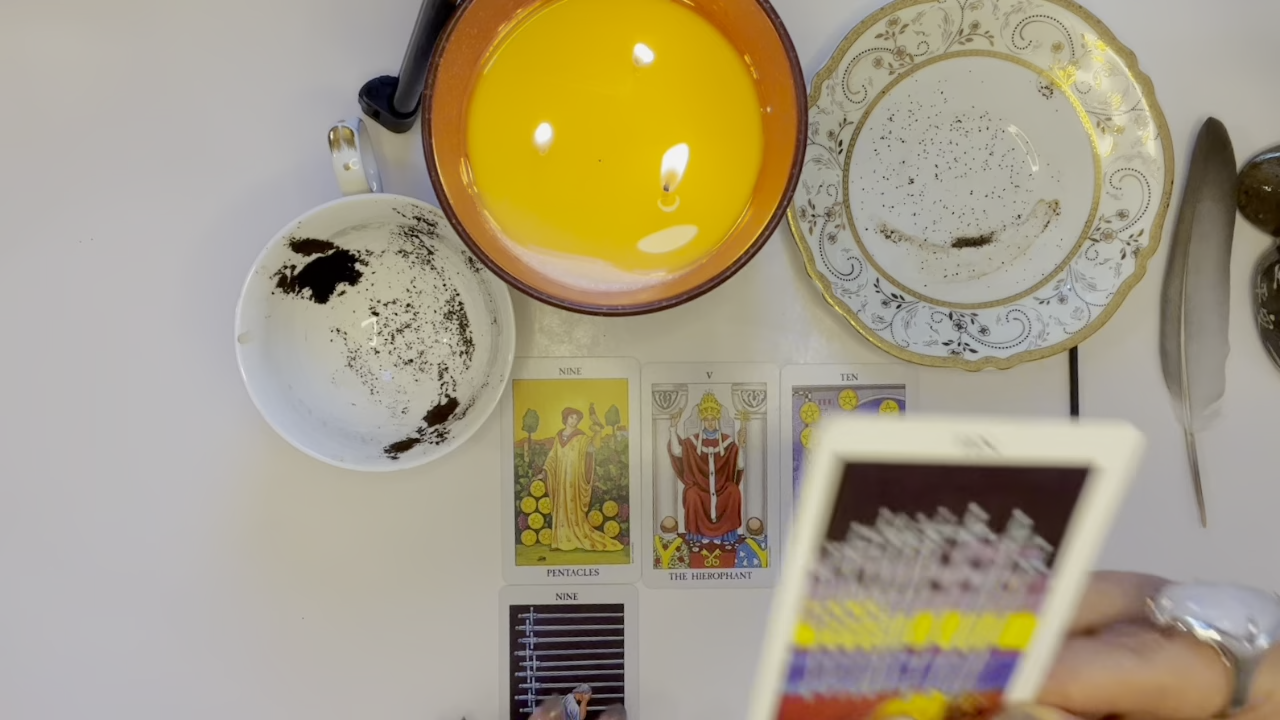 NINE
PENTACLES
V
THE HIEROPHANT
TEN
NINE